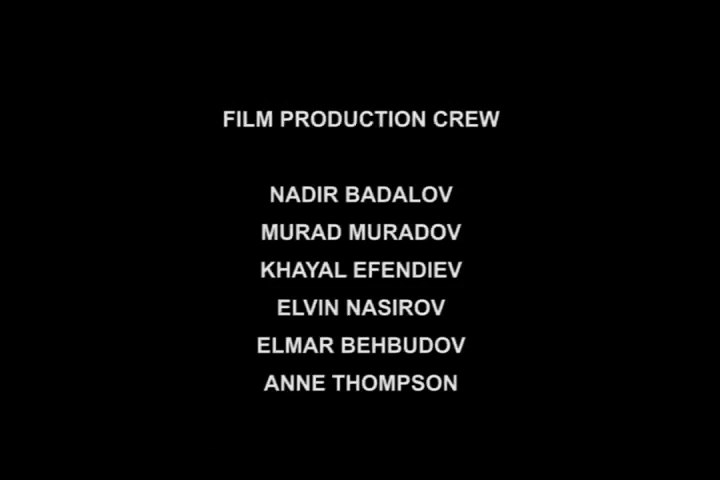 FILM PRODUCTION CREW
NADIR BADALOV
MURAD MURADOV
KHAYAL EFENDIEV
ELVIN NASIROV
ELMAR BEHBUDOV
ANNE THOMPSON